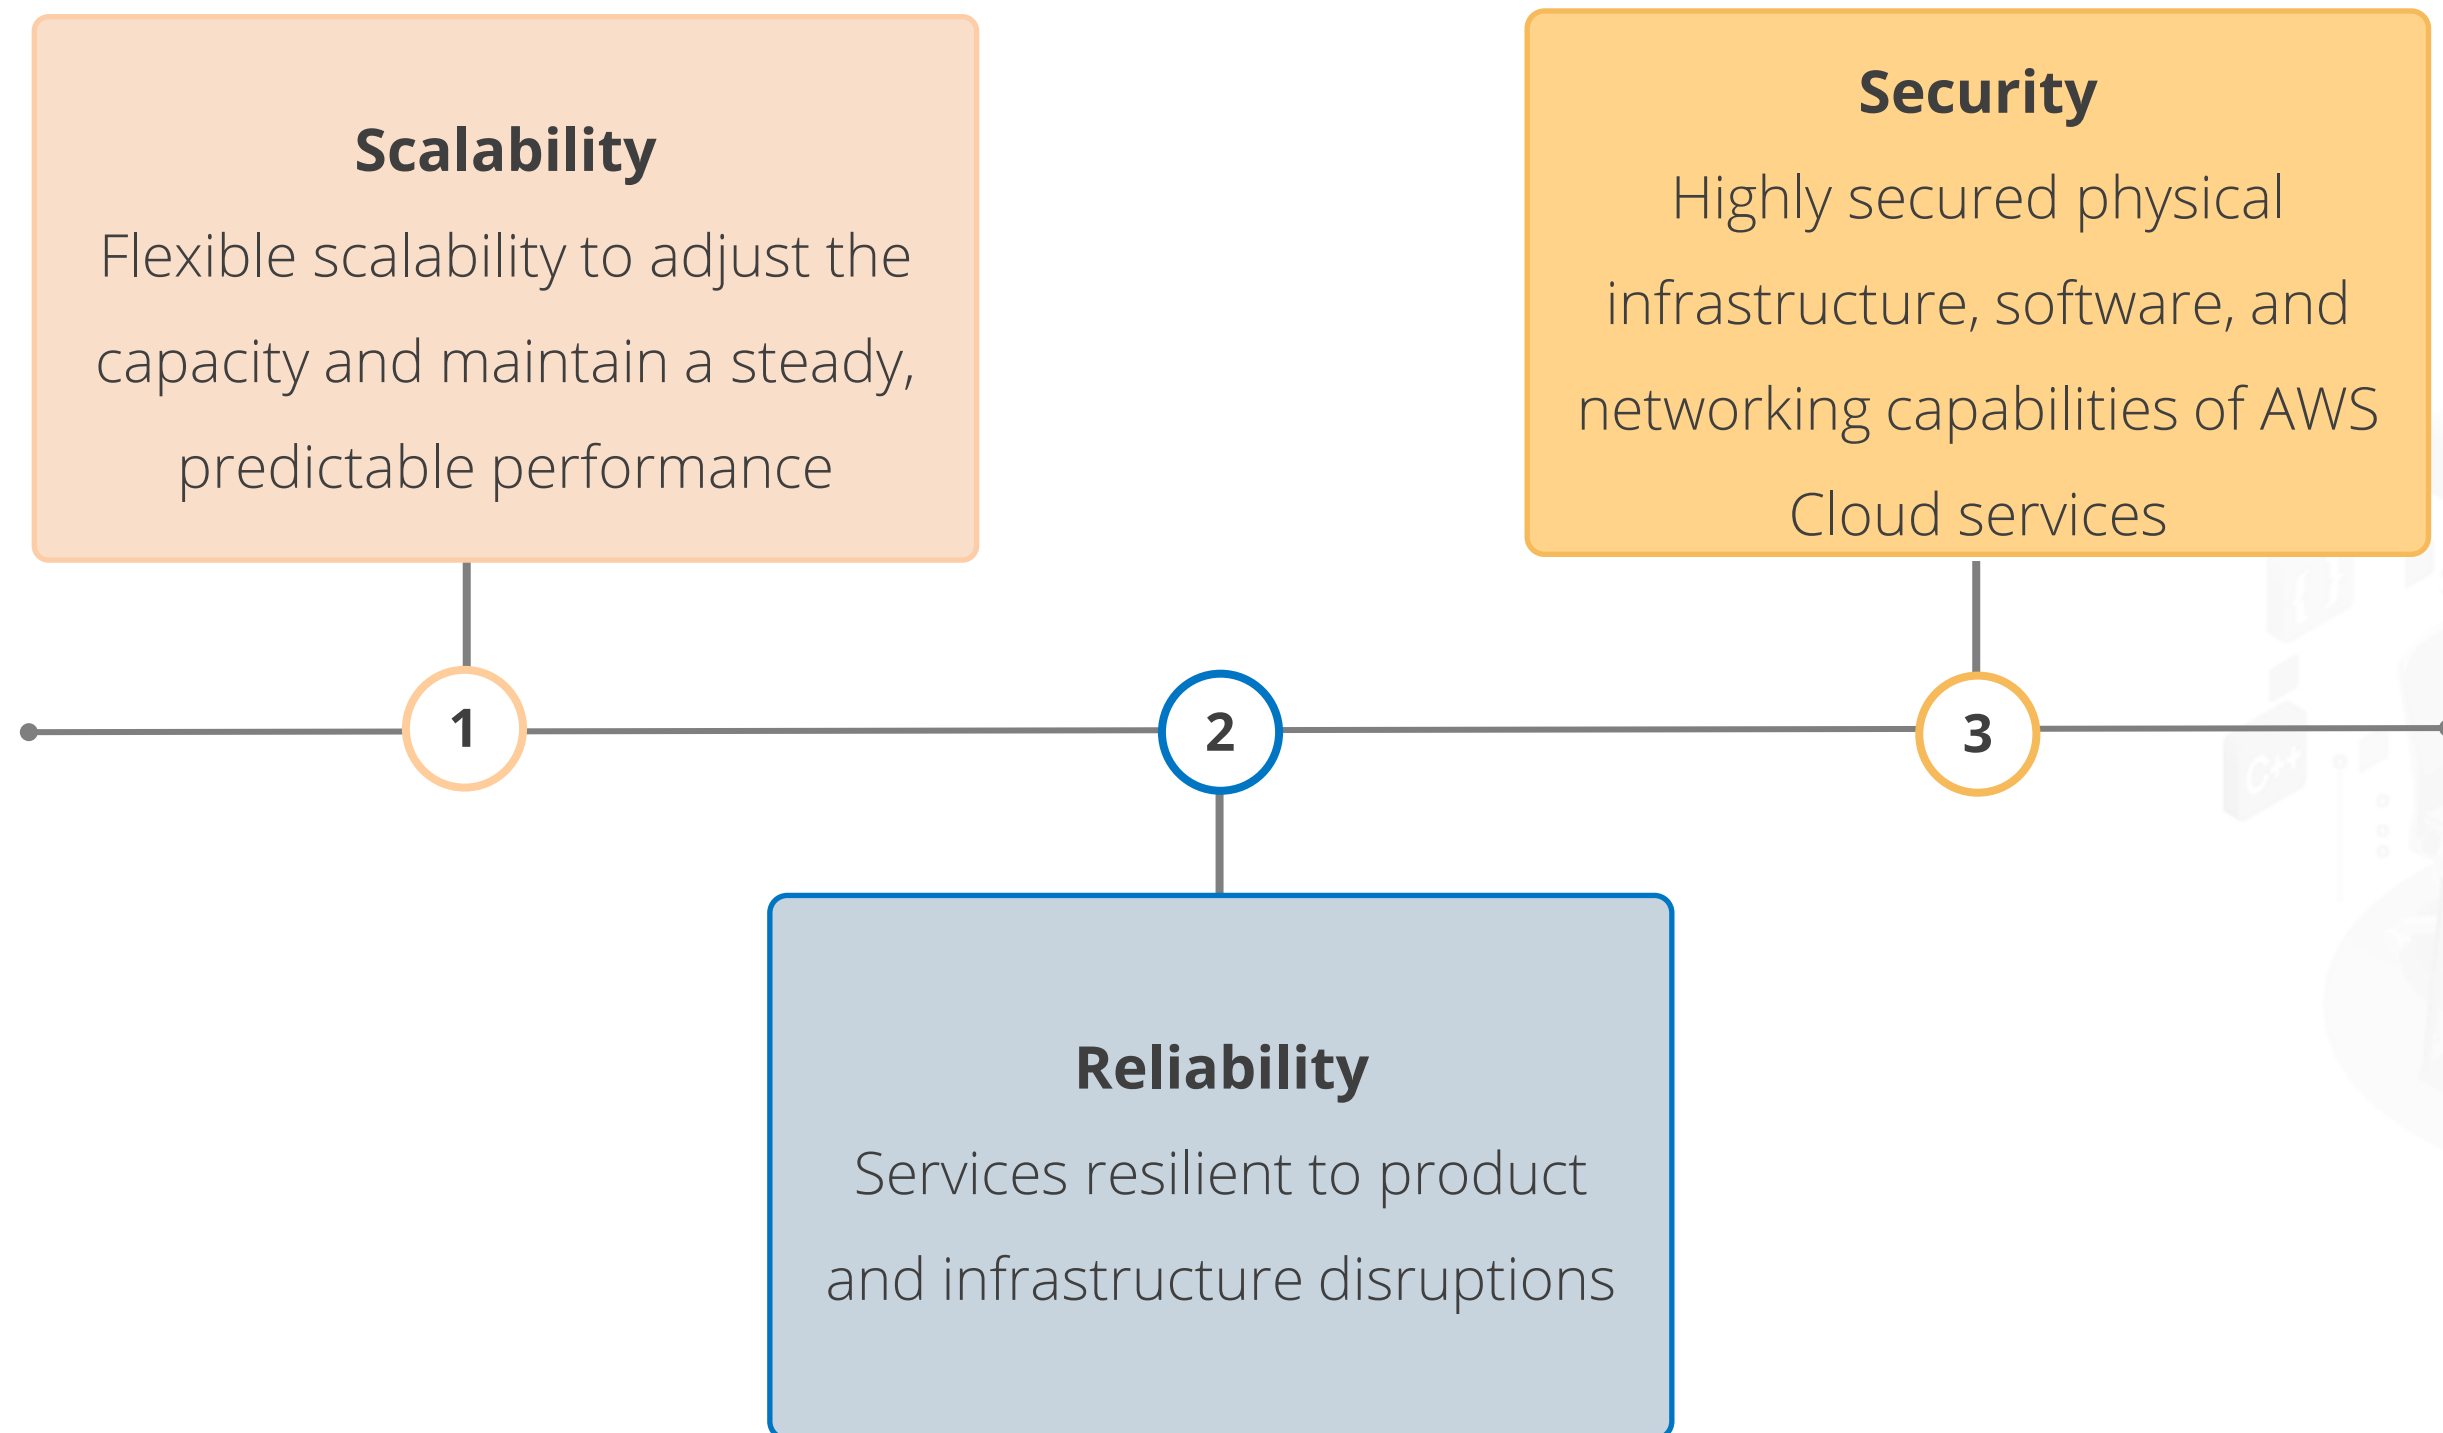 Scalability
Flexible scalability to adjust the
capacity and maintain a steady,
predictable performance
Security
Highly secured physical
infrastructure, software, and
networking capabilities of AWS
Cloud services
1
2
3
Reliability
Services resilient to product
and infrastructure disruptions
{ }
C++